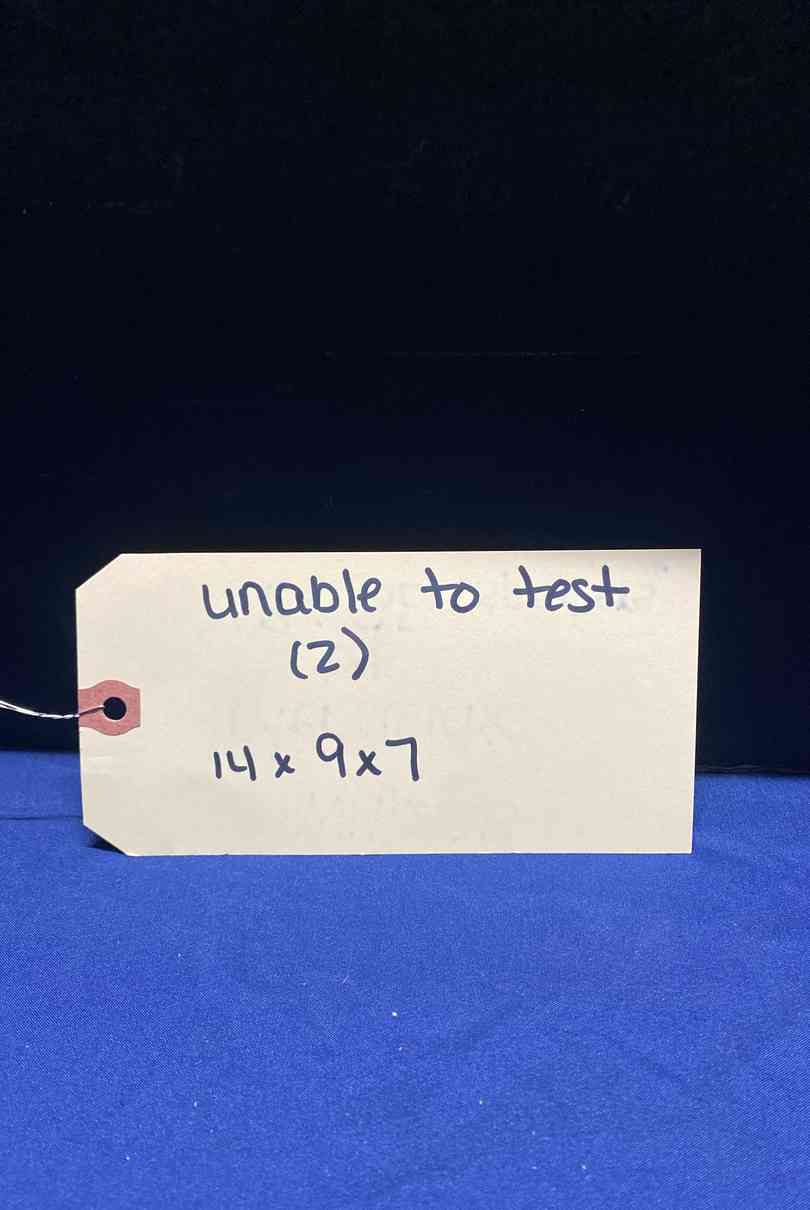 unable to test
(2)
14 x 9 x 7